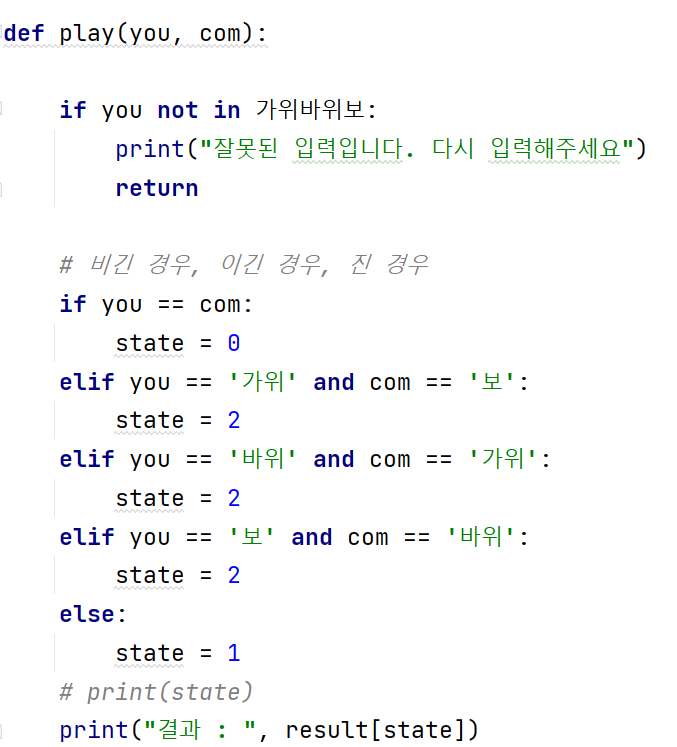 def play(you, com):
    if you not in 가위바위보:
        print("잘못된 입력입니다. 다시 입력해주세요")
        return
    # 비긴 경우, 이긴 경우, 진 경우
    if you == com:
        state = 0
    elif you == '가위' and com == '보':
        state = 2
    elif you == '바위' and com == '가위':
        state = 2
    elif you == '보' and com == '바위':
        state = 2
    else:
        state = 1
    # print(state)
    print("결과 : ", result[state])